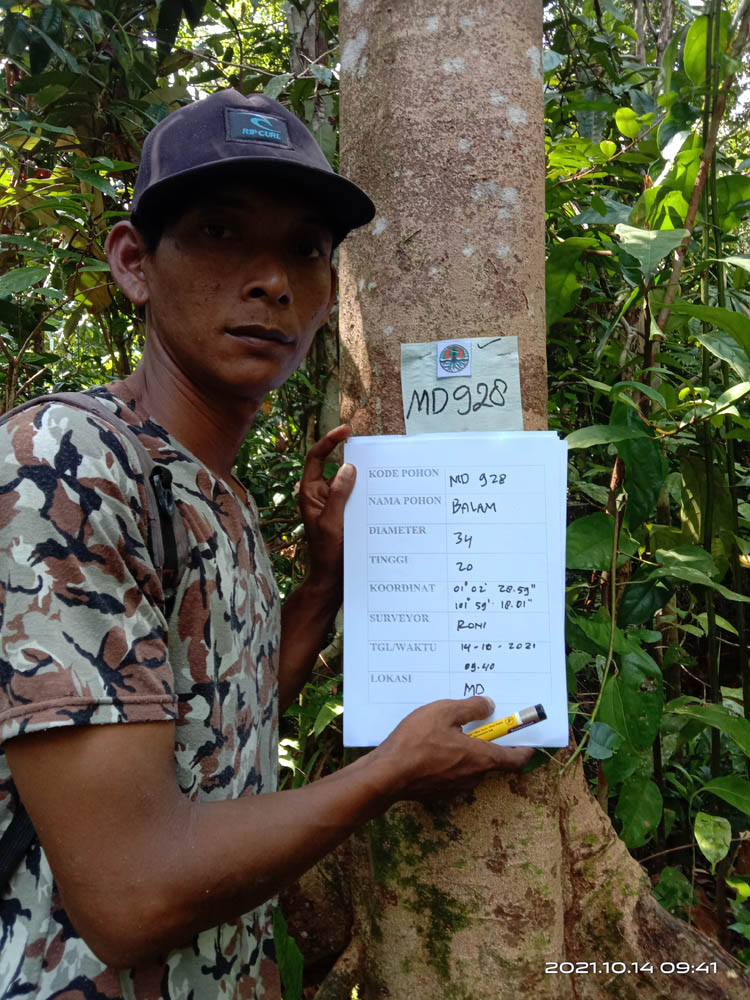 RIP CURL
MD 928
KODE POHON MD 928
NAMA POHON BALAM
DIAMETER 34
TINGGI 20
KOORDINAT 01° 02' 28.59"
101° 59' 18.01"
SURVEYOR RONI
TGL/WAKTU 14-10-2021
09.40
LOKASI MD
2021.10.14 09:41